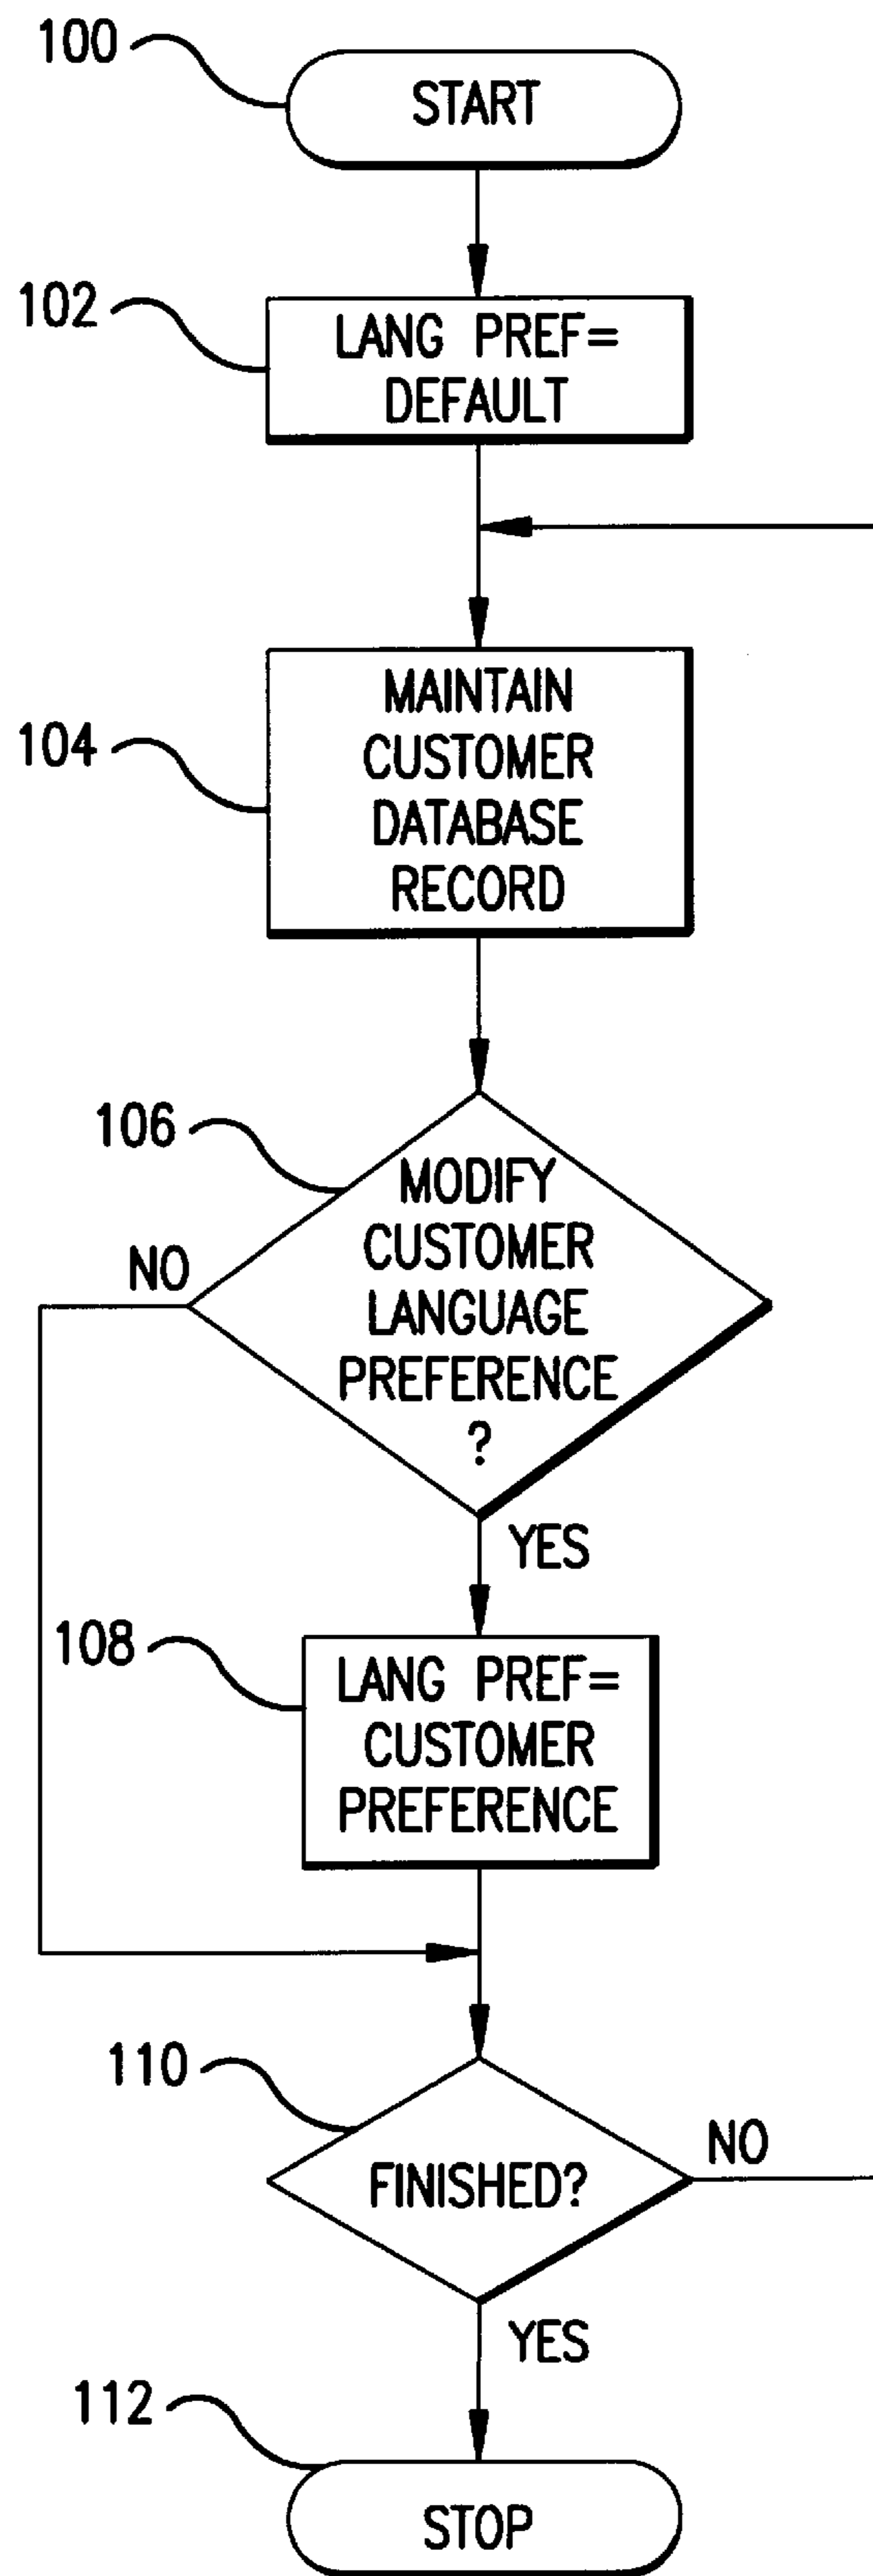 100
START
102
LANG PREF=
DEFAULT
104
MAINTAIN
CUSTOMER
DATABASE
RECORD
106
MODIFY
CUSTOMER
LANGUAGE
PREFERENCE
?
NO
YES
108
LANG PREF=
CUSTOMER
PREFERENCE
110
FINISHED?
NO
YES
112
STOP